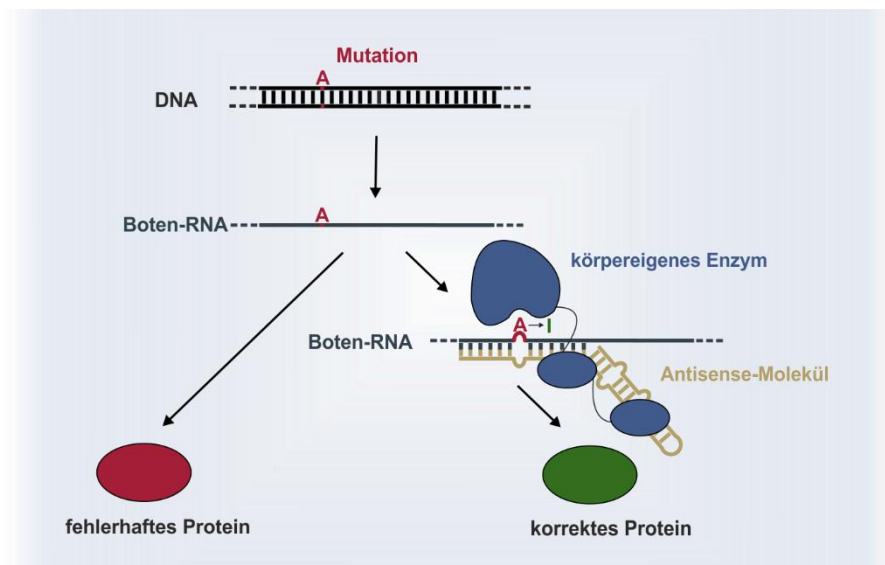 Mutation
A
DNA
Boten-RNA
A
körpereigenes Enzym
A
I
Boten-RNA
Antisense-Molekül
fehlerhaftes Protein
korrektes Protein